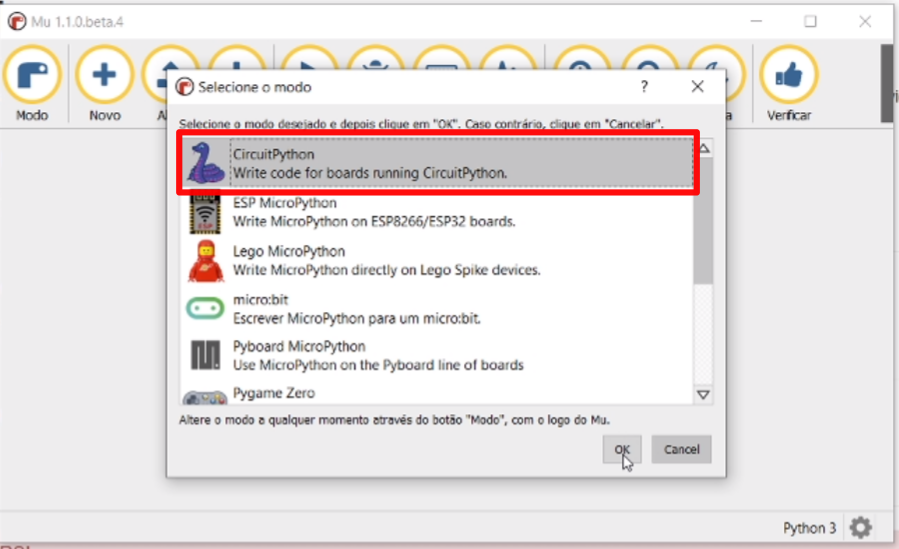 Mu 1.1.0.beta.4
Modo
Novo
Verificar
Selecione o modo
?
Selecione o modo desejado e depois clique em "OK". Caso contrário, clique em "Cancelar".
CircuitPython
Write code for boards running CircuitPython.
ESP MicroPython
Write MicroPython on ESP8266/ESP32 boards.
ESP
Lego MicroPython
Write MicroPython directly on Lego Spike devices.
micro:bit
Escrever MicroPython para um micro:bit.
Pyboard MicroPython
Use MicroPython on the Pyboard line of boards
Pygame Zero
Altere o modo a qualquer momento através do botão "Modo", com o logo do Mu.
OK
Cancel
Python 3